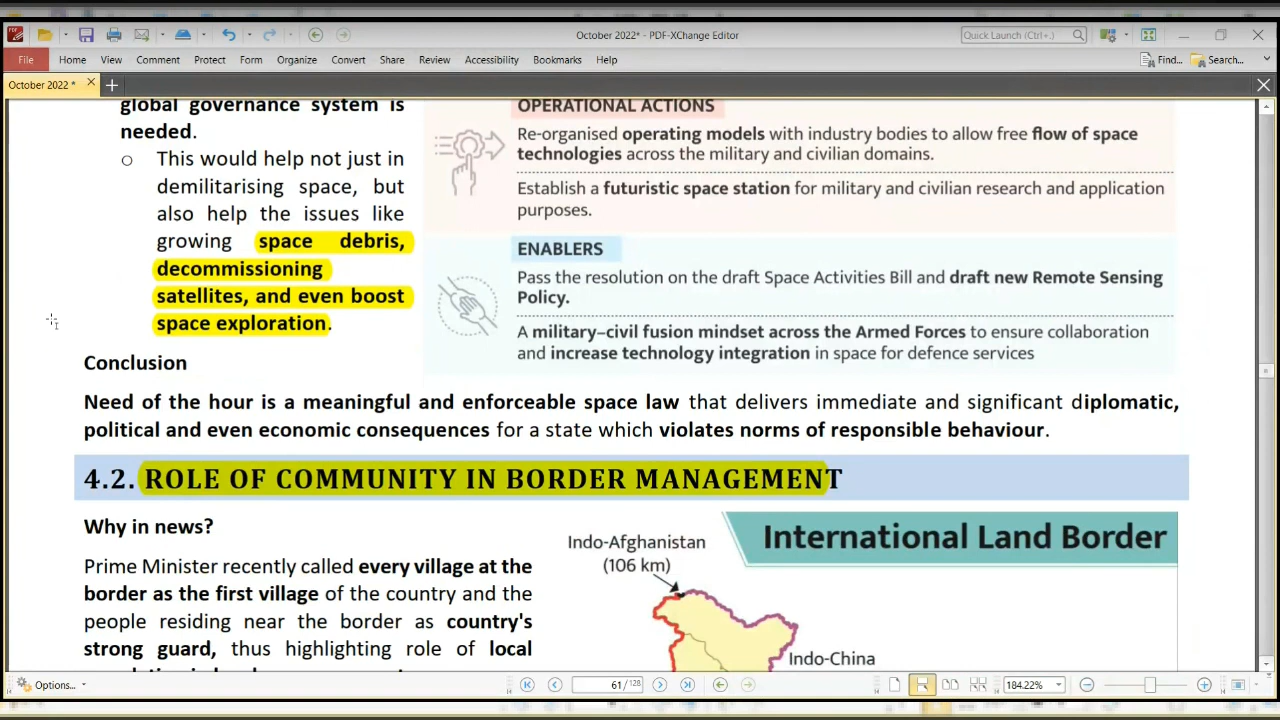 October 2022* - PDF-XChange Editor
Quick Launch (Ctrl+.)
File Home View Comment Protect Form Organize Convert Share Review Accessibility Bookmarks Help
Find... Search...
October 2022 *
global governance system is
needed.
o This would help not just in
demilitarising space, but
also help the issues like
growing space debris,
decommissioning
satellites, and even boost
space exploration.
OPERATIONAL ACTIONS
Re-organised operating models with industry bodies to allow free flow of space
technologies across the military and civilian domains.
Establish a futuristic space station for military and civilian research and application
purposes.
ENABLERS
Pass the resolution on the draft Space Activities Bill and draft new Remote Sensing
Policy.
A military–civil fusion mindset across the Armed Forces to ensure collaboration
and increase technology integration in space for defence services
Conclusion
Need of the hour is a meaningful and enforceable space law that delivers immediate and significant diplomatic,
political and even economic consequences for a state which violates norms of responsible behaviour.
4.2. ROLE OF COMMUNITY IN BORDER MANAGEMENT
Why in news?
Prime Minister recently called every village at the
border as the first village of the country and the
people residing near the border as country's
strong guard, thus highlighting role of local
International Land Border
Indo-Afghanistan
(106 km)
Indo-China
Options...
61 / 128
184.22%